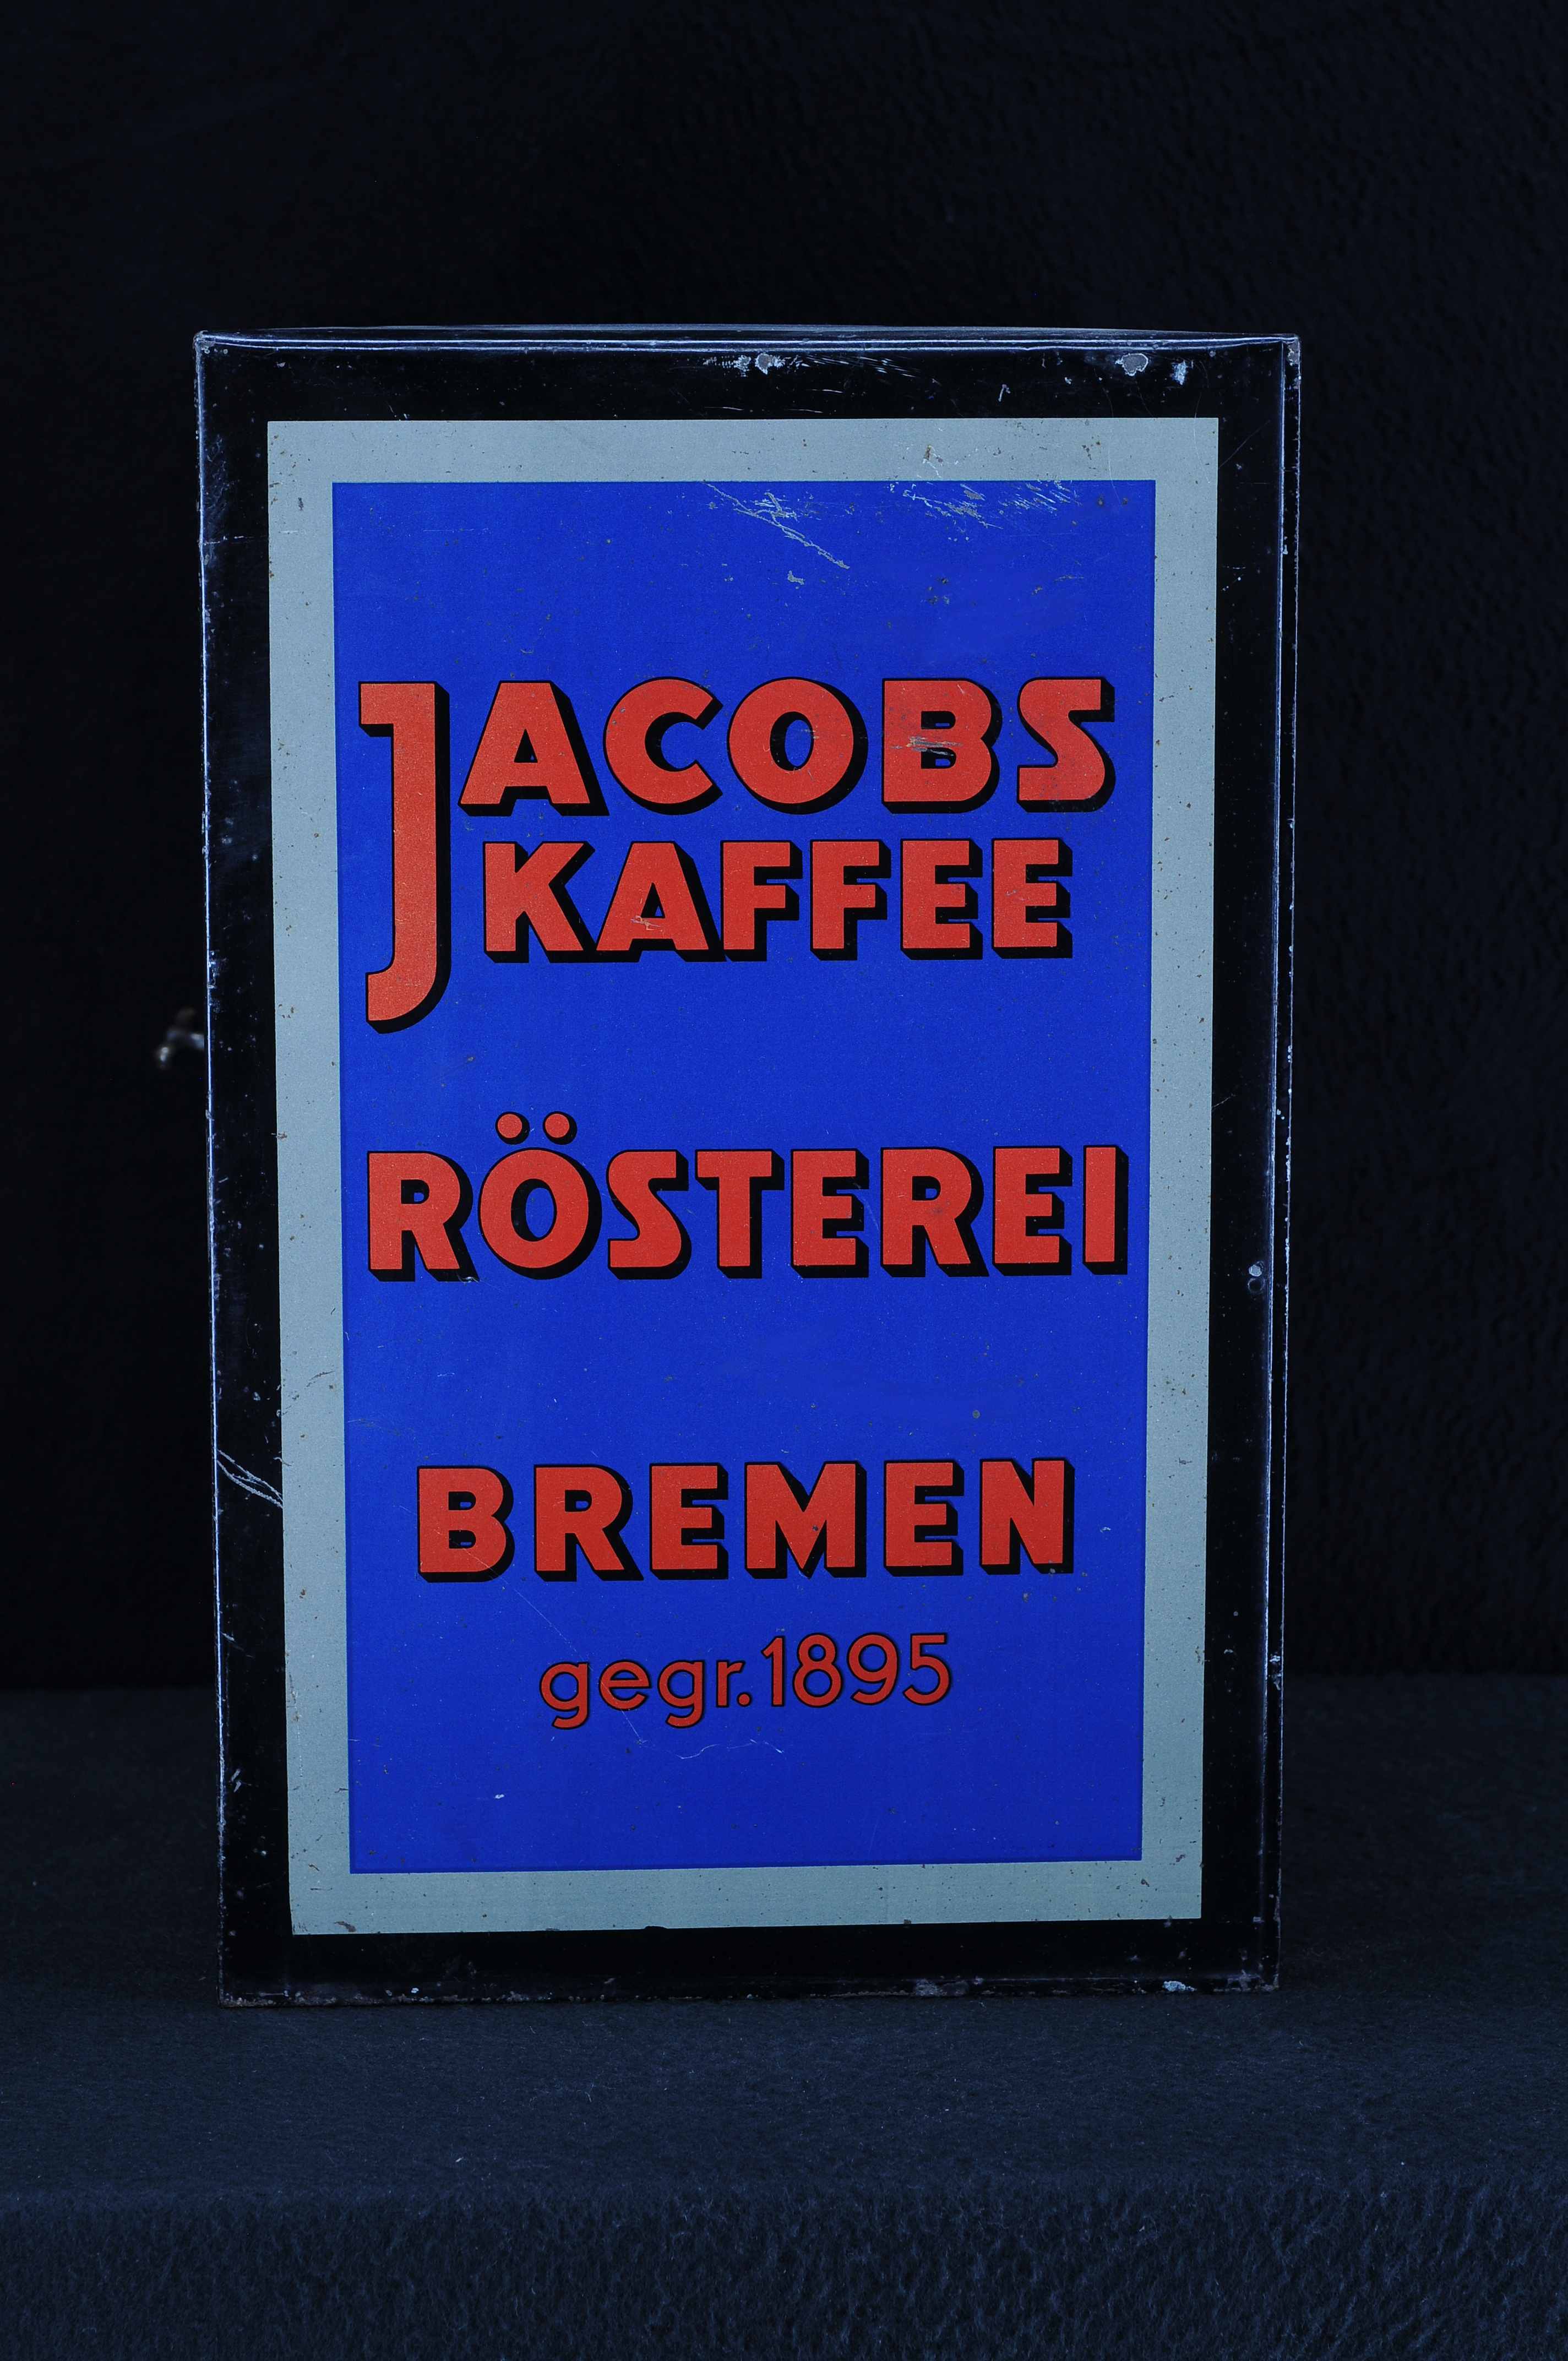 JACOBS
KAFFEE
RÖSTEREI
BREMEN
gegr. 1895